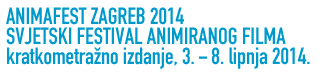 ANIMAFEST ZAGREB 2014
SVJETSKI FESTIVAL ANIMIRANOG FILMA
kratkometražno izdanje, 3. – 8. lipnja 2014.